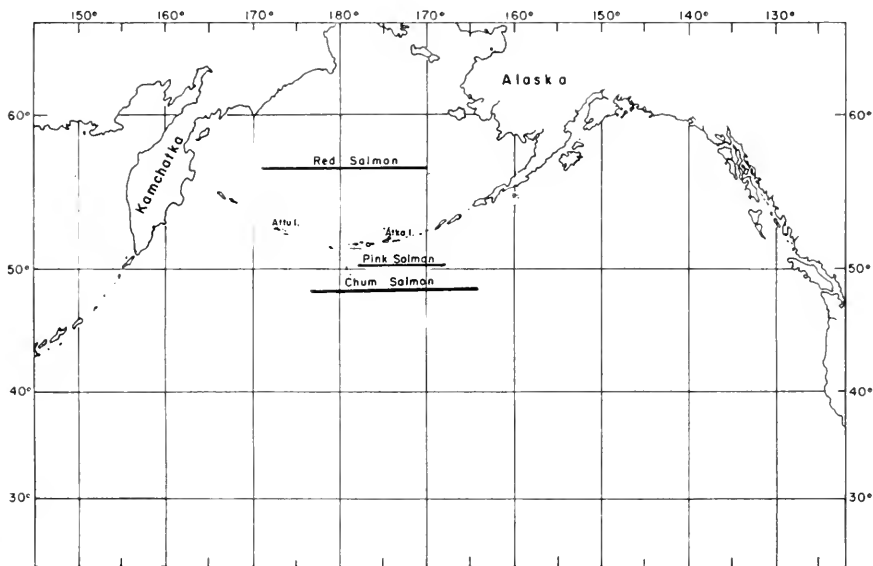 150° 160° 170° 180° 170° 160° 150° 140° 130°
Alaska
60° 60°
Kamchatka
Red Salmon
Attu I.
Atka I.
Pink Salmon
50° 50°
Chum Salmon
40° 40°
30° 30°